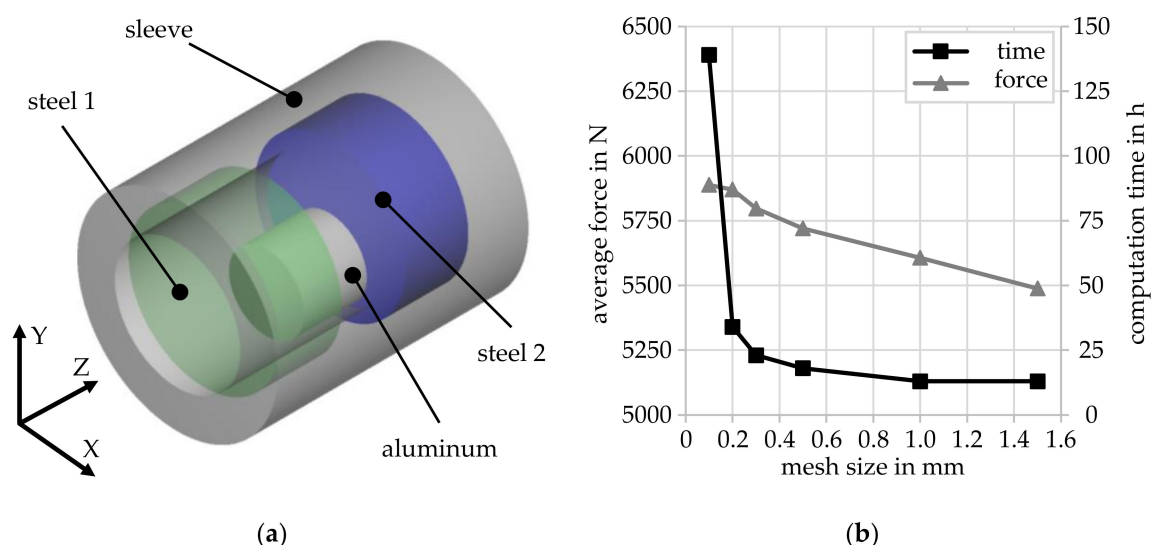 sleeve
steel 1
steel 2
aluminum
Y
Z
X
(a)
6500
6250
6000
5750
5500
5250
5000
average force in N
time
force
150
125
100
75
50
25
0
computation time in h
0 0.2 0.4 0.6 0.8 1.0 1.2 1.4 1.6
mesh size in mm
(b)